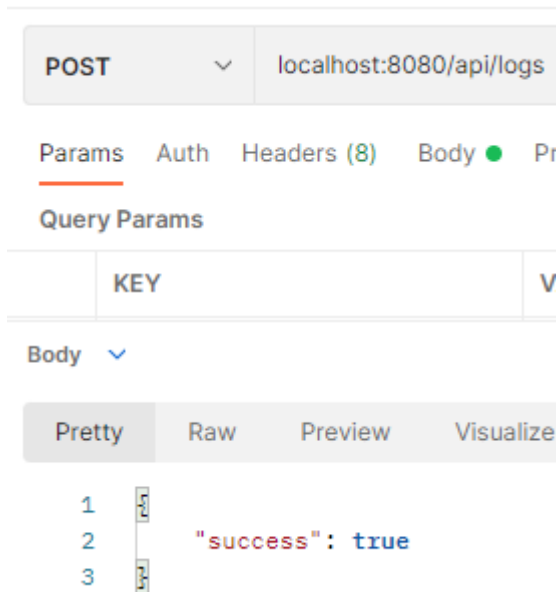 POST localhost:8080/api/logs
Params Auth Headers (8) Body Pr
Query Params
KEY V
Body
Pretty Raw Preview Visualize
1 {
2 "success": true
3 }